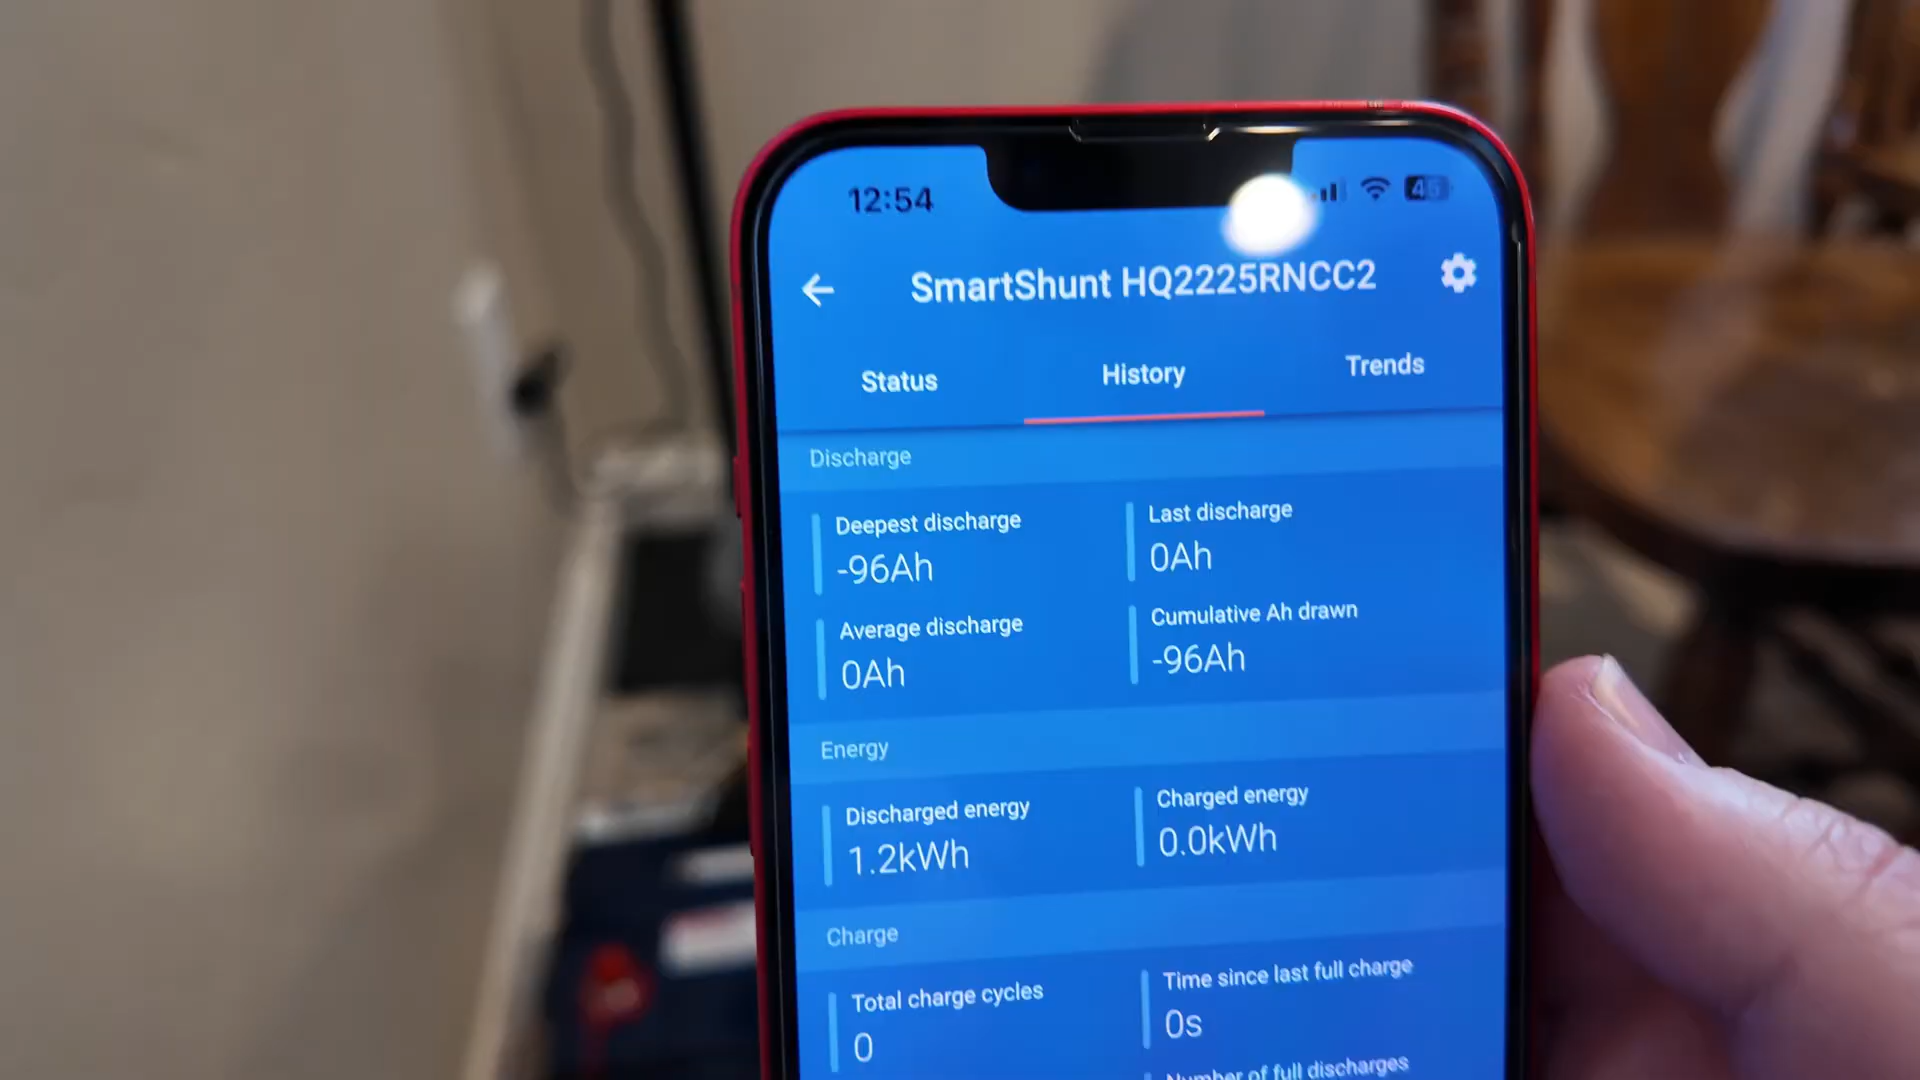 12:54
45
SmartShunt HQ2225RNCC2
Status
History
Trends
Discharge
Deepest discharge
-96Ah
Last discharge
0Ah
Average discharge
0Ah
Cumulative Ah drawn
-96Ah
Energy
Discharged energy
1.2kWh
Charged energy
0.0kWh
Charge
Total charge cycles
0
Time since last full charge
0s
Number of full discharges